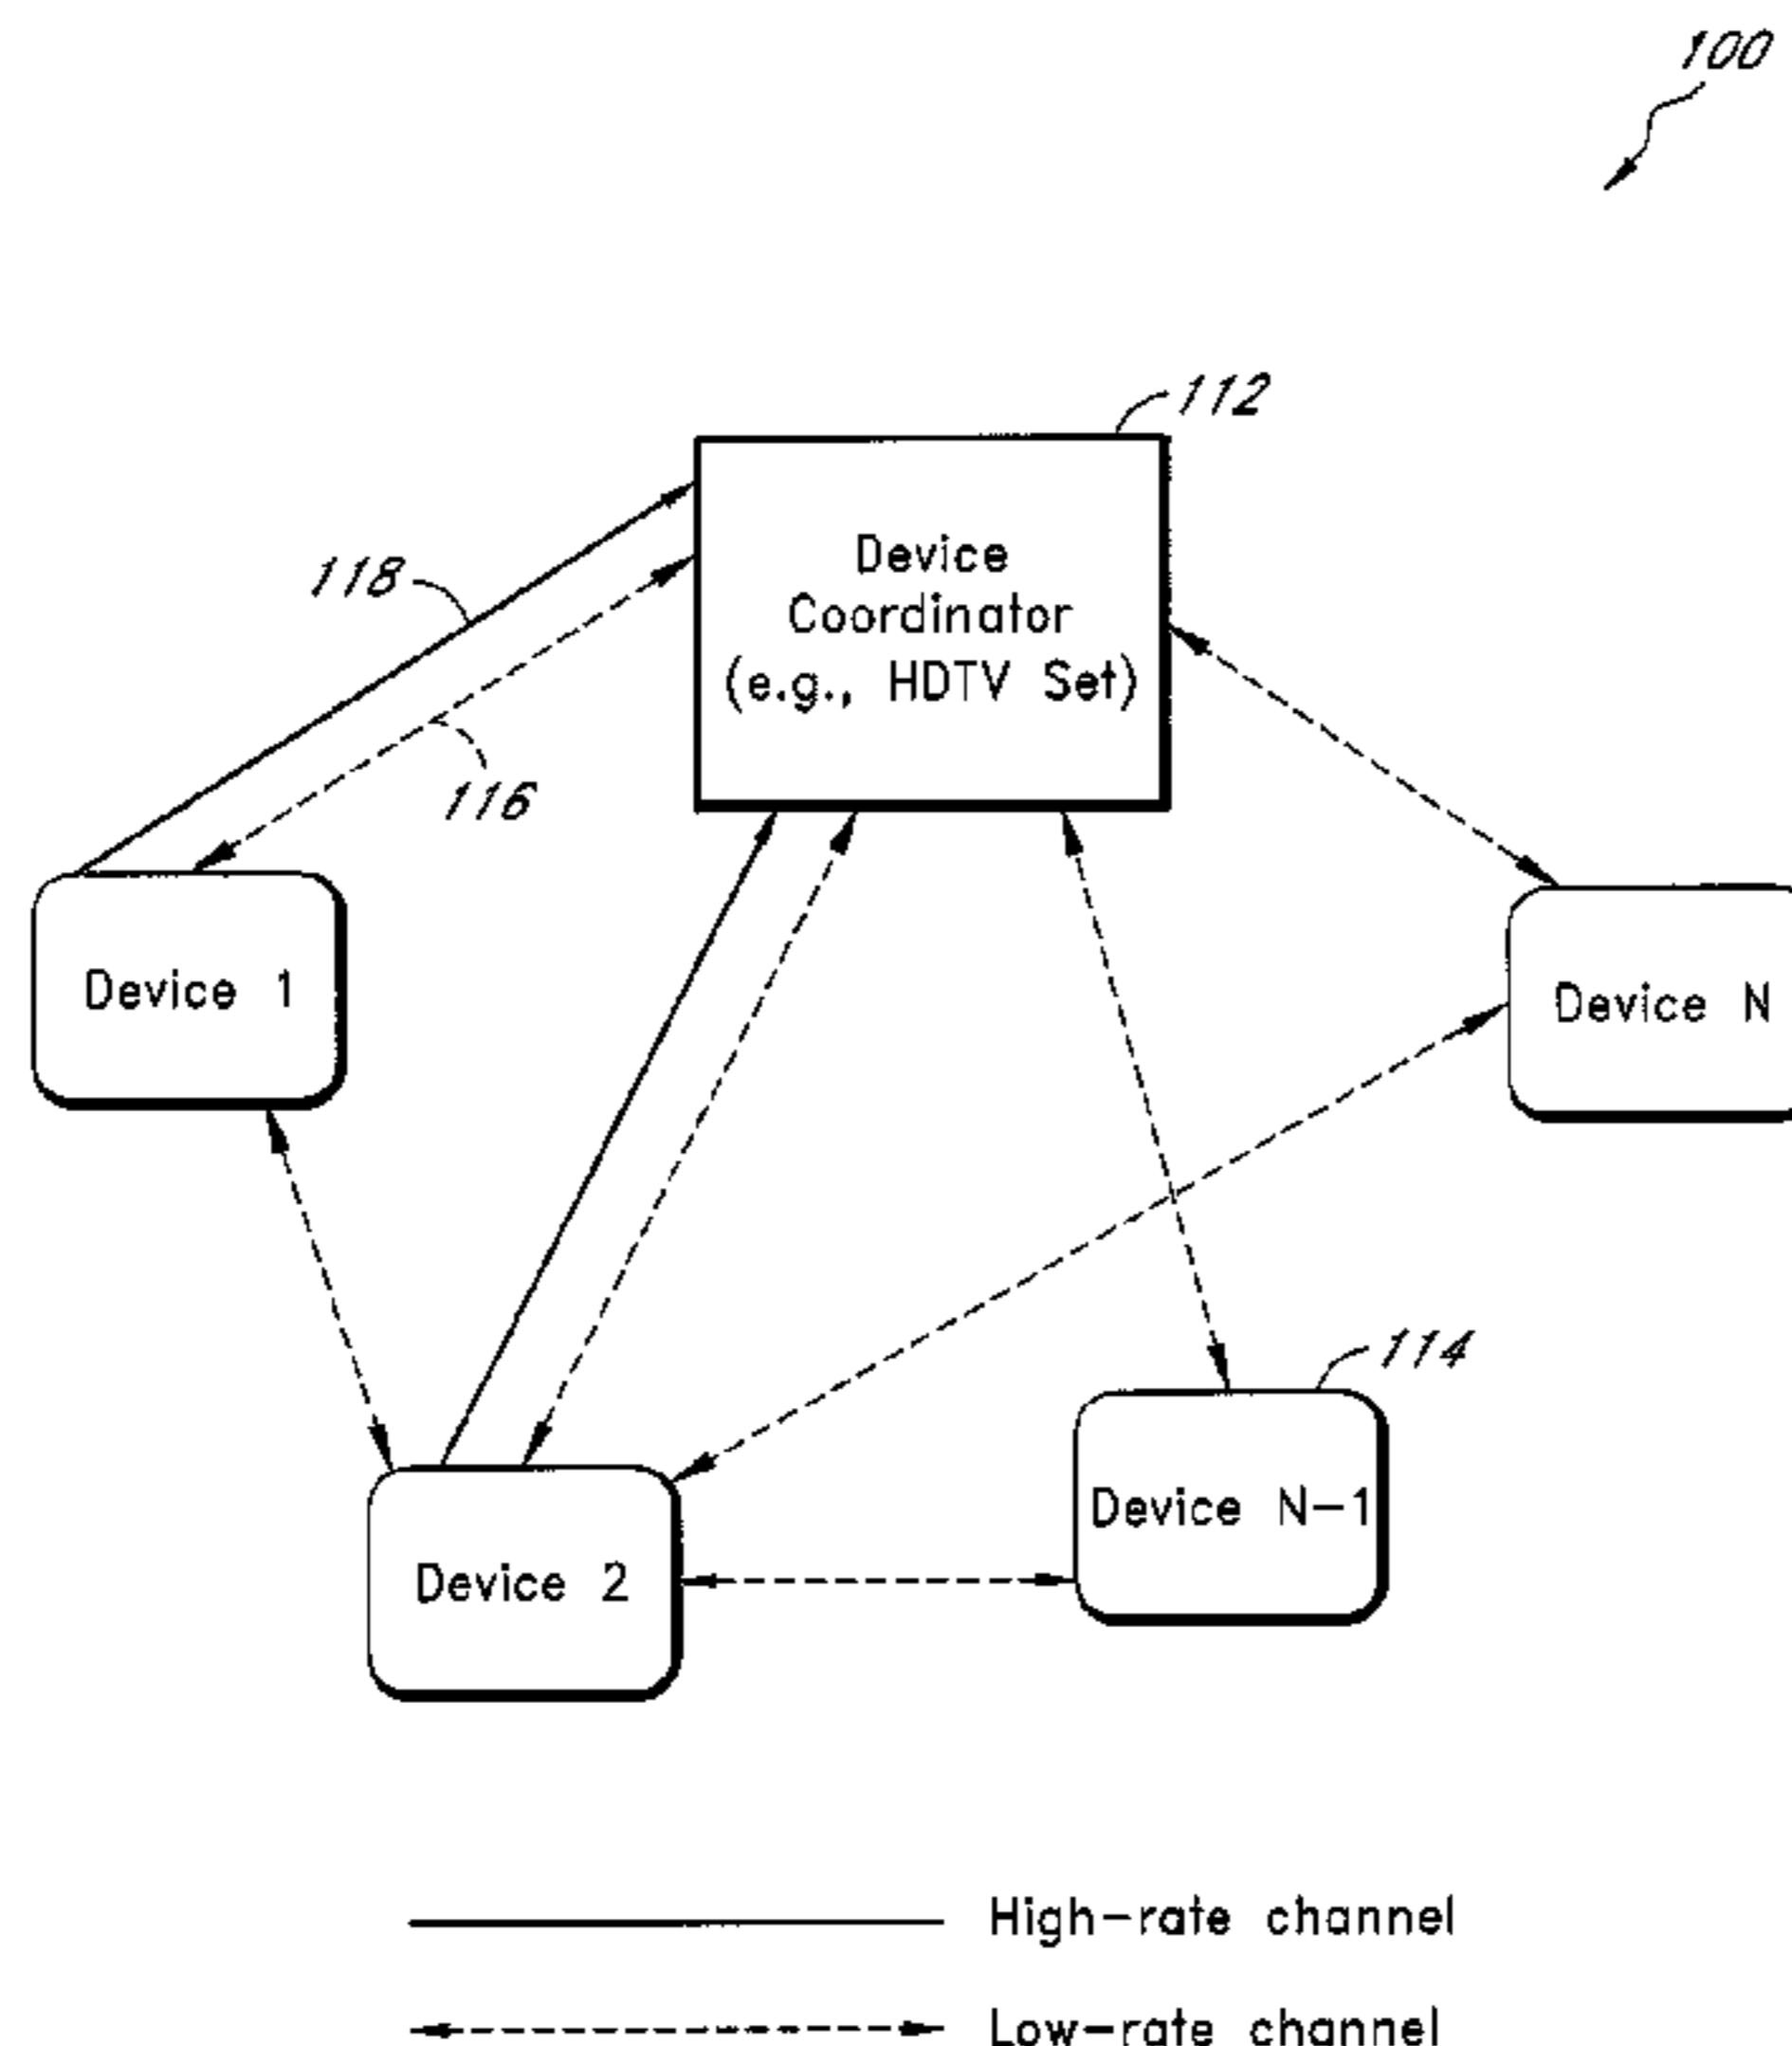 100
112
Device
Coordinator
(e.g., HDTV Set)
118
116
Device 1
Device N
114
Device N-1
Device 2
High-rate channel
Low-rate channel